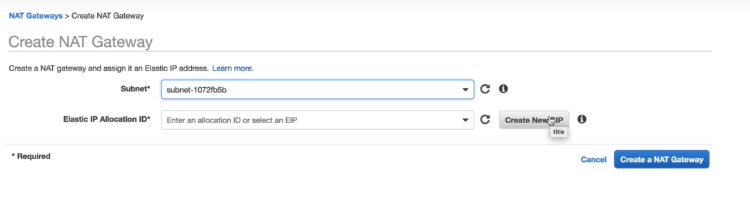 NAT Gateways > Create NAT Gateway
Create NAT Gateway
Create a NAT gateway and assign it an Elastic IP address. Learn more.
Subnet* subnet-1072fb5b
Elastic IP Allocation ID* Enter an allocation ID or select an EIP Create New EIP
title
* Required
Cancel Create a NAT Gateway